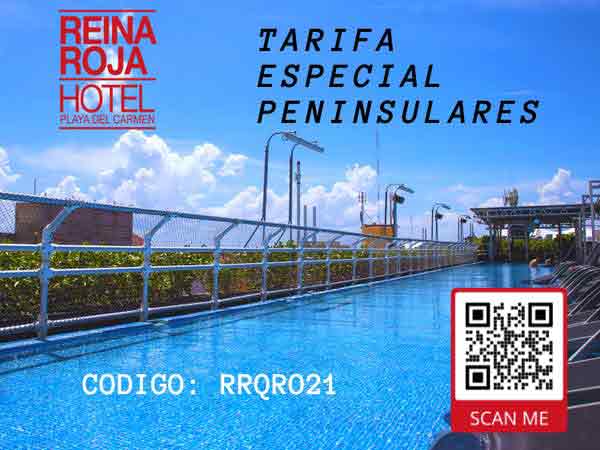 REINA
ROJA
HOTEL
PLAYA DEL CARMEN
TARIFA
ESPECIAL
PENINSULARES
CODIGO: RRQRO21
SCAN ME